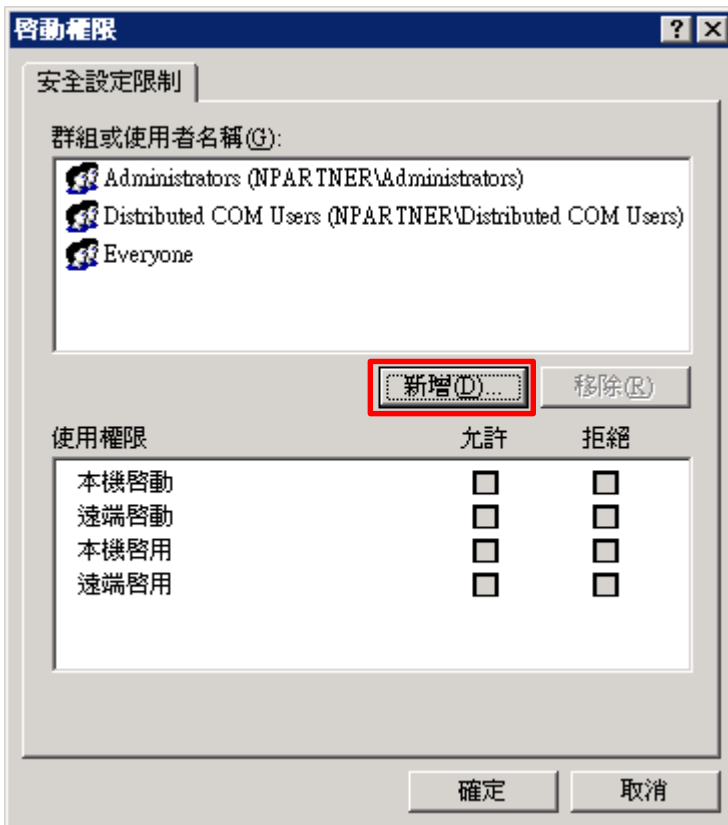 啓動權限
安全設定限制
群組或使用者名稱(G):
Administrators (NPARTNER\Administrators)
Distributed COM Users (NPARTNER\Distributed COM Users)
Everyone
新增(D)... 移除(R)
使用權限 允許 拒絕
本機啓動
遠端啓動
本機啓用
遠端啓用
確定 取消